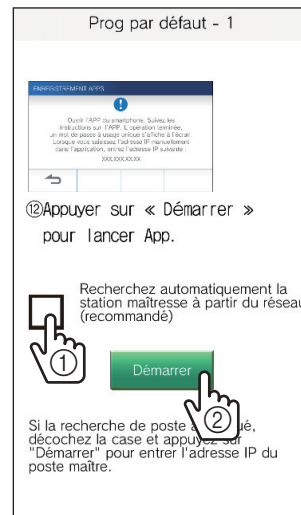 Prog par défaut - 1
ENREGISTREMENT APPS
Ouvrir l'APP du smartphone. Suivez les
instructions sur l'APP. L'opération terminée,
un mot de passe à usage unique s'affiche à l'écran.
Lorsque vous saisissez l'adresse IP manuellement
dans l'application, entrez l'adresse IP suivante :
XXX.XXX.XX.XX
⑫Appuyer sur « Démarrer »
pour lancer App.
Recherchez automatiquement la
station maîtresse à partir du réseau
(recommandé)
①
Démarrer
②
Si la recherche de poste a ué,
décochez la case et appuyez sur
"Démarrer" pour entrer l'adresse IP du
poste maître.